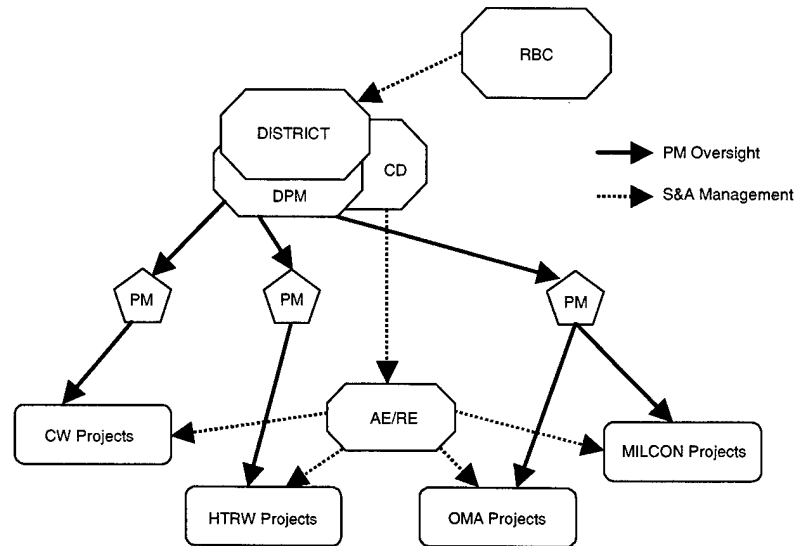 RBC
DISTRICT
CD
DPM
PM Oversight
S&A Management
PM
PM
PM
AE/RE
CW Projects
MILCON Projects
HTRW Projects
OMA Projects